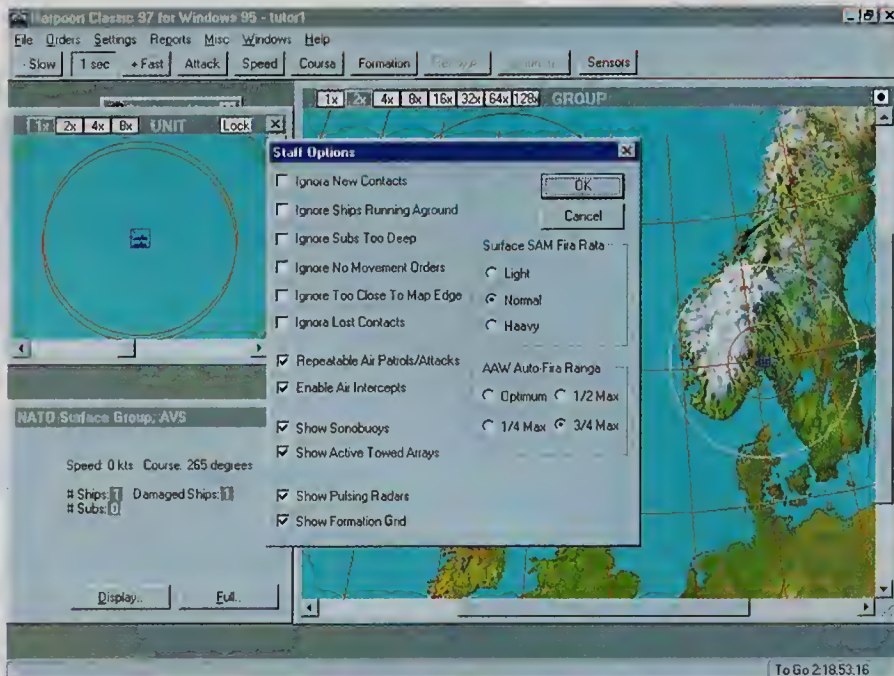 Harpoon Classic 97 for Windows 95 - tutor1
File Orders Settings Reports Misc Windows Help
- Slow 1 sec + Fast Attack Speed Course Formation Sensors
1x 2x 4x 8x UNIT Lock
1x 2x 4x 8x 16x 32x 64x 128x GROUP
Staff Options
Ignore New Contacts
Ignore Ships Running Aground
Ignore Subs Too Deep
Ignore No Movement Orders
Ignore Too Close To Map Edge
Ignore Lost Contacts
Repeatable Air Patrols/Attacks
Enable Air Intercepts
Show Sonobuoys
Show Active Towed Arrays
Show Pulsing Radars
Show Formation Grid
OK
Cancel
Surface SAM Fire Rate
Light
Normal
Heavy
AAW Auto-Fire Range
Optimum 1/2 Max
1/4 Max 3/4 Max
NATO Surface Group, AVS
Speed: 0 kts Course: 265 degrees
# Ships: 1 Damaged Ships: 1
# Subs: 0
Display.. Full..
To Go 2:18:53:16